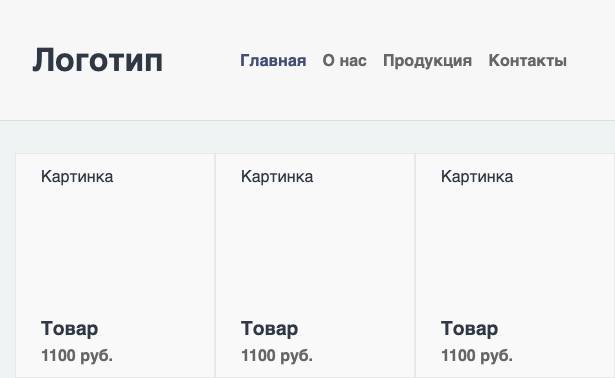 Логотип
Главная О нас Продукция Контакты
Картинка Картинка Картинка
Товар Товар Товар
1100 руб. 1100 руб. 1100 руб.